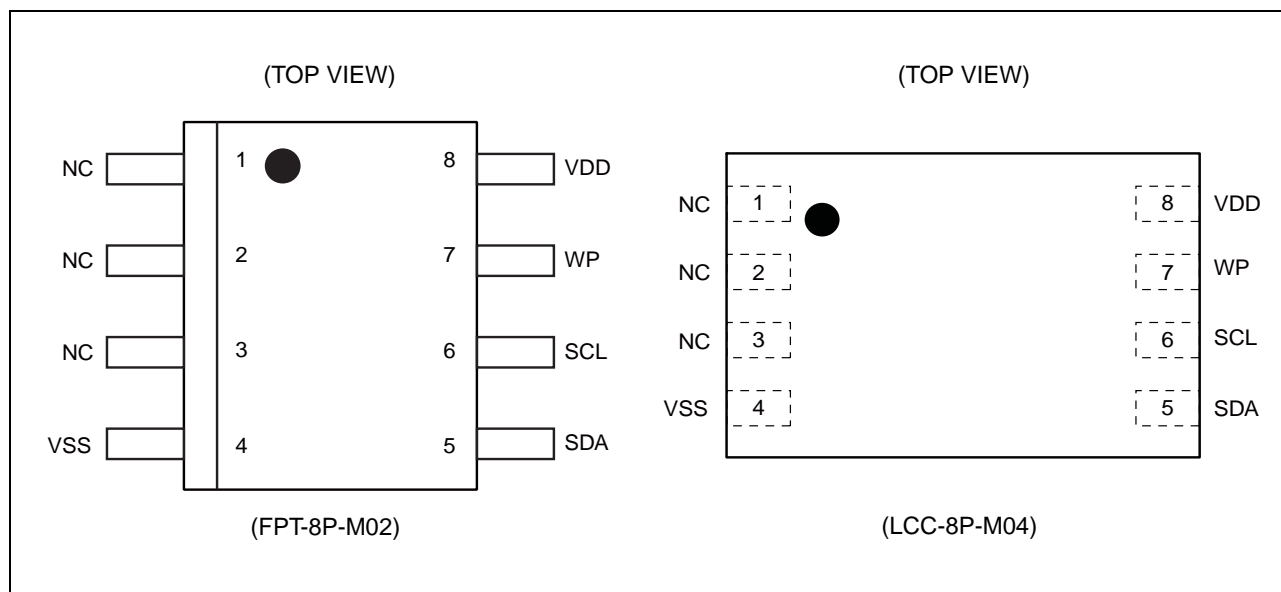 (TOP VIEW)
NC 1 8 VDD
NC 2 7 WP
NC 3 6 SCL
VSS 4 5 SDA
(FPT-8P-M02)
(TOP VIEW)
NC 1 8 VDD
NC 2 7 WP
NC 3 6 SCL
VSS 4 5 SDA
(LCC-8P-M04)